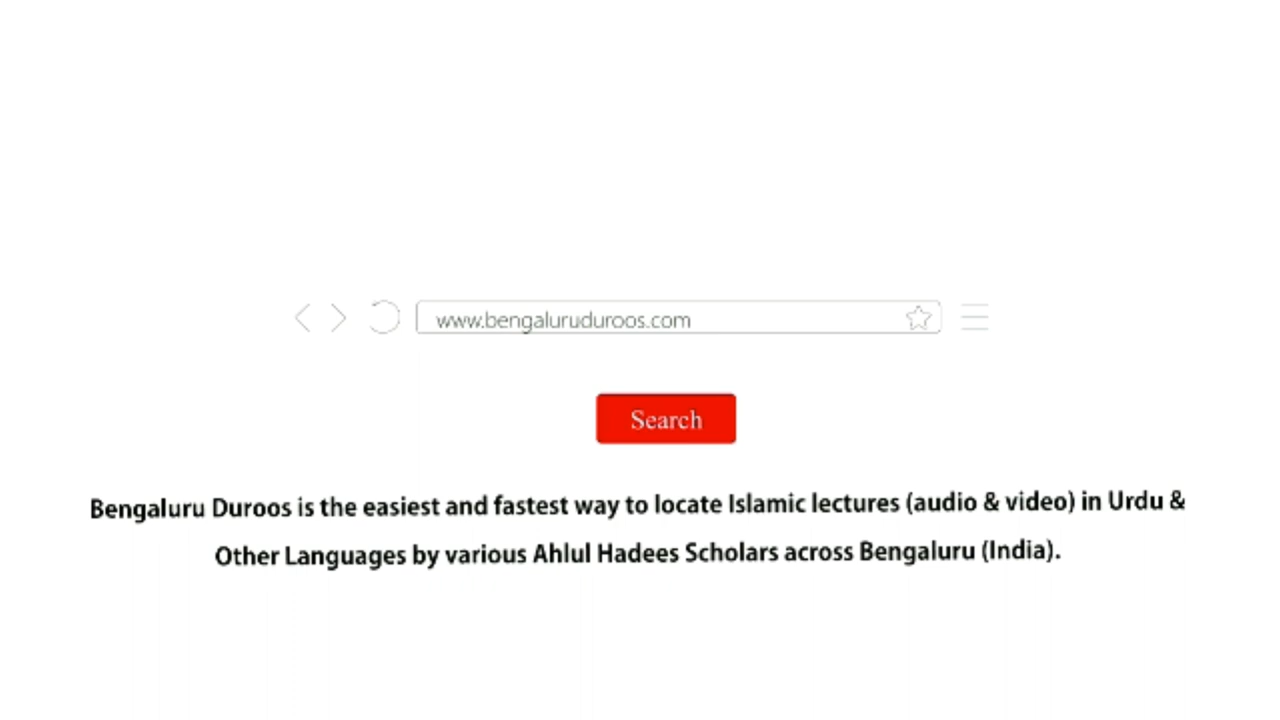 www.bengaluruduroos.com
Search
Bengaluru Duroos is the easiest and fastest way to locate Islamic lectures (audio & video) in Urdu &
Other Languages by various Ahlul Hadees Scholars across Bengaluru (India).